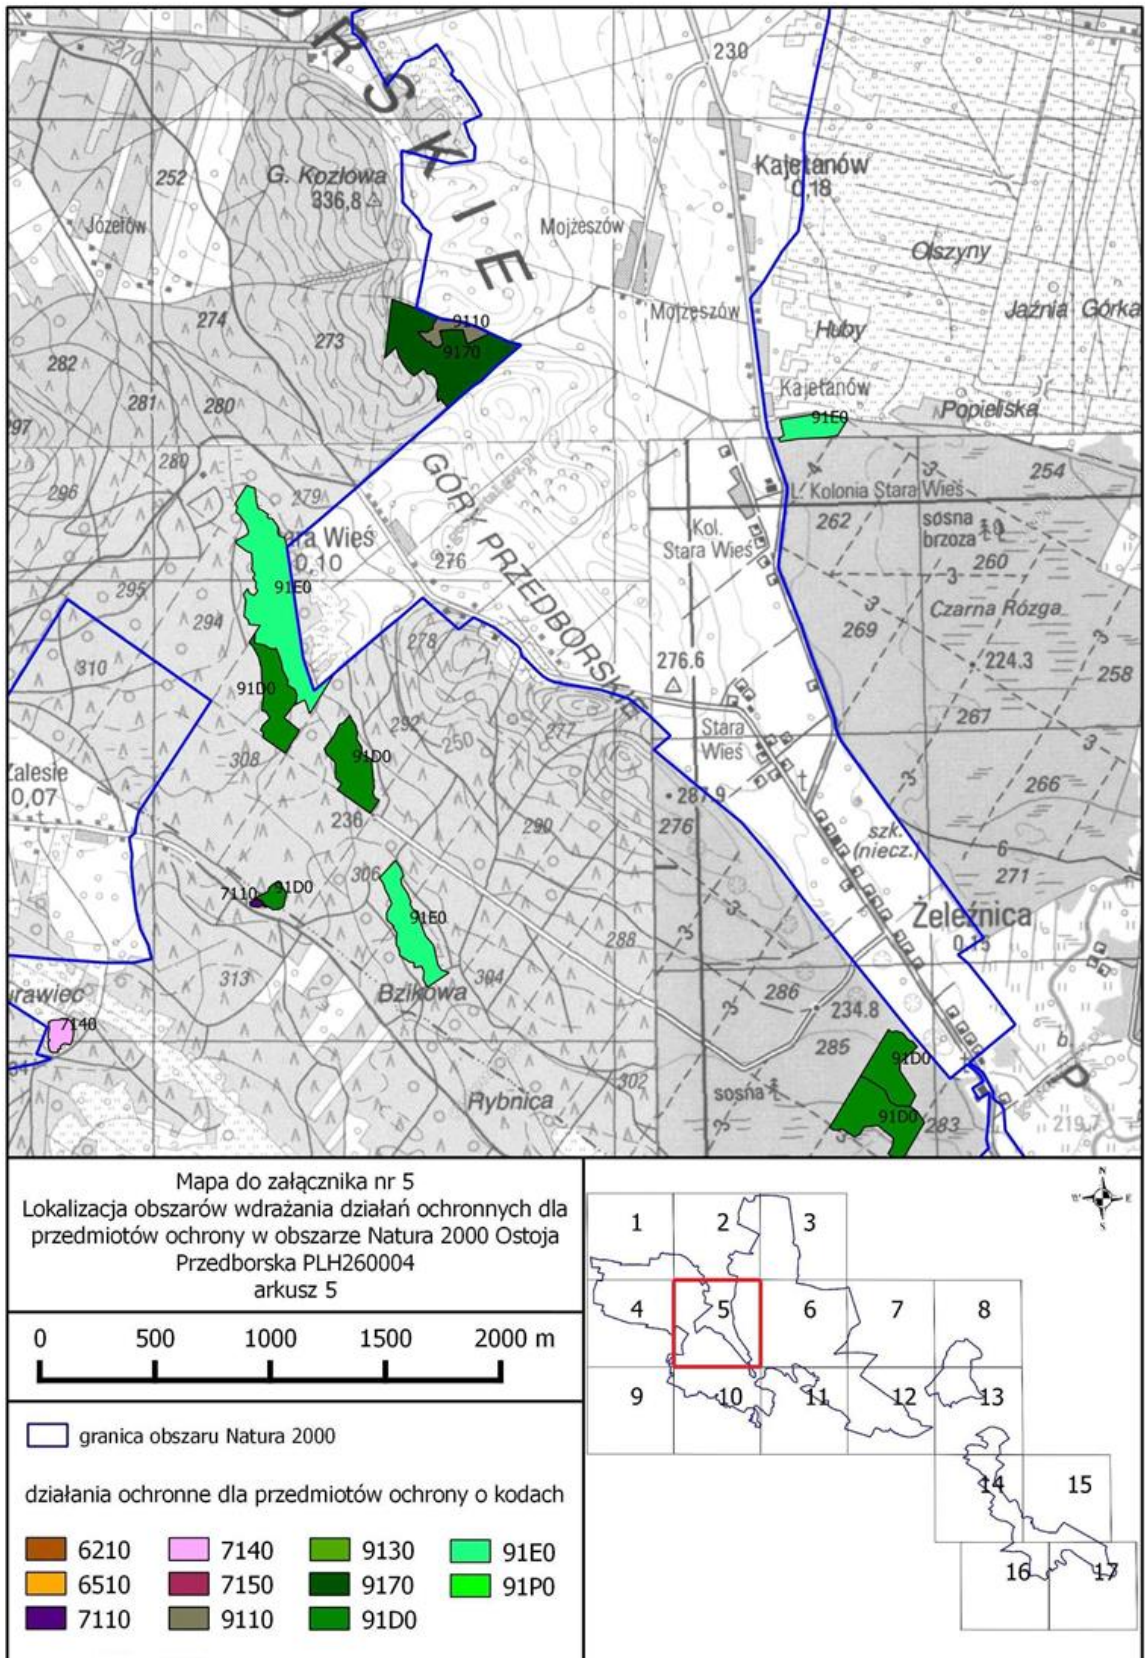 270
R
S
K
I
E
230
252
G. Kozłowa
336,8
Kajetanów
0,18
Józefów
Mojżeszów
Olszyny
274
273
9110
9170
Mojżeszów
Huby
Jaźnia Górka
282
281
280
Kajetanów
Popieliska
91E0
297
280
GÓRY PRZEDBORSKIE
254
296
279
L. Kolonia Stara Wieś
262
sosna
brzoza
260
Kol.
Stara Wieś
era Wieś
0,10
276
3
295
91E0
294
Czarna Rózga
269
278
310
276.6
224.3
258
91D0
292
250
277
267
Stara
Wieś
308
91D0
Zalesie
0,07
287.9
266
236
290
276
szk.
(niecz.)
6
271
306
7110
91D0
91E0
288
Żeleźnica
0,15
313
304
286
urawiec
Bzikowa
234.8
7140
285
91D0
b.
P
302
sosna
Rybnica
91D0
283
219,7
Mapa do załącznika nr 5
Lokalizacja obszarów wdrażania działań ochronnych dla
przedmiotów ochrony w obszarze Natura 2000 Ostoja
Przedborska PLH260004
arkusz 5
0 500 1000 1500 2000 m
granica obszaru Natura 2000
działania ochronne dla przedmiotów ochrony o kodach
6210 7140 9130 91E0
6510 7150 9170 91P0
7110 9110 91D0
N
W E
S
1 2 3
4 5 6 7 8
9 10 11 12 13
14 15
16 17